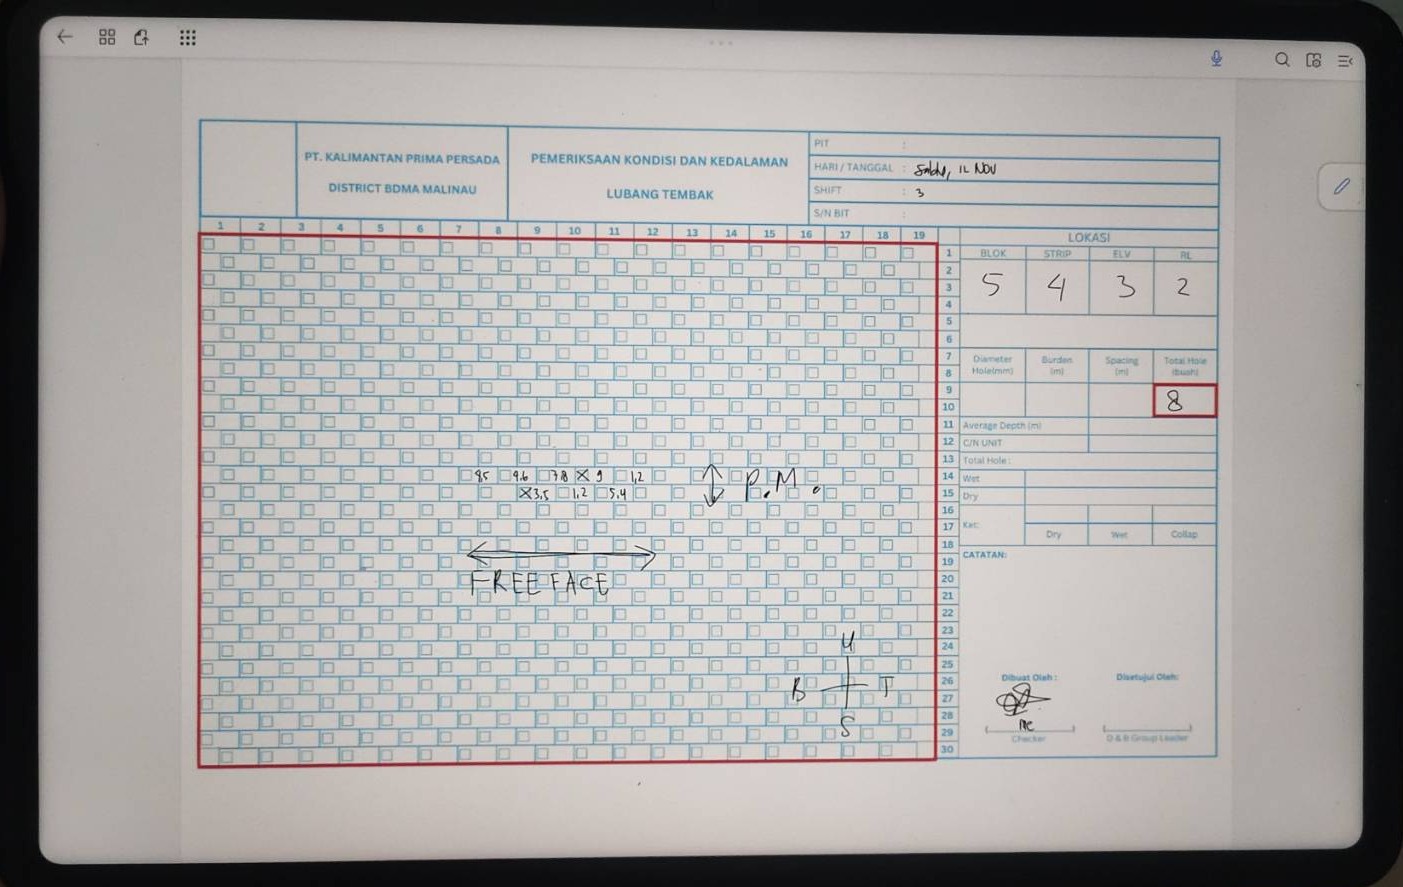 PT. KALIMANTAN PRIMA PERSADA
DISTRICT BDMA MALINAU
PEMERIKSAAN KONDISI DAN KEDALAMAN
LUBANG TEMBAK
PIT :
HARI / TANGGAL : 12 NOV
SHIFT : 3
S/N BIT :
1 2 3 4 5 6 7 8 9 10 11 12 13 14 15 16 17 18 19
LOKASI
BLOK STRIP ELV RL
5 4 3 2
Diameter Hole(mm) Burden (m) Spacing (m) Total Hole (buah)
8
Average Depth (m)
C/N UNIT
Total Hole :
Wet
Dry
Ket:
Dry Wet Collap
CATATAN:
1
2
3
4
5
6
7
8
9
10
11
12
13
14
15
16
17
18
19
20
21
22
23
24
25
26
27
28
29
30
8.5 9.6 7.8 X 9 1,2
X 3,5 1,2 5,4
P.M.
FREE FACE
U
B T
S
Dibuat Oleh : Disetujui Oleh:
Checker D & B Group Leader